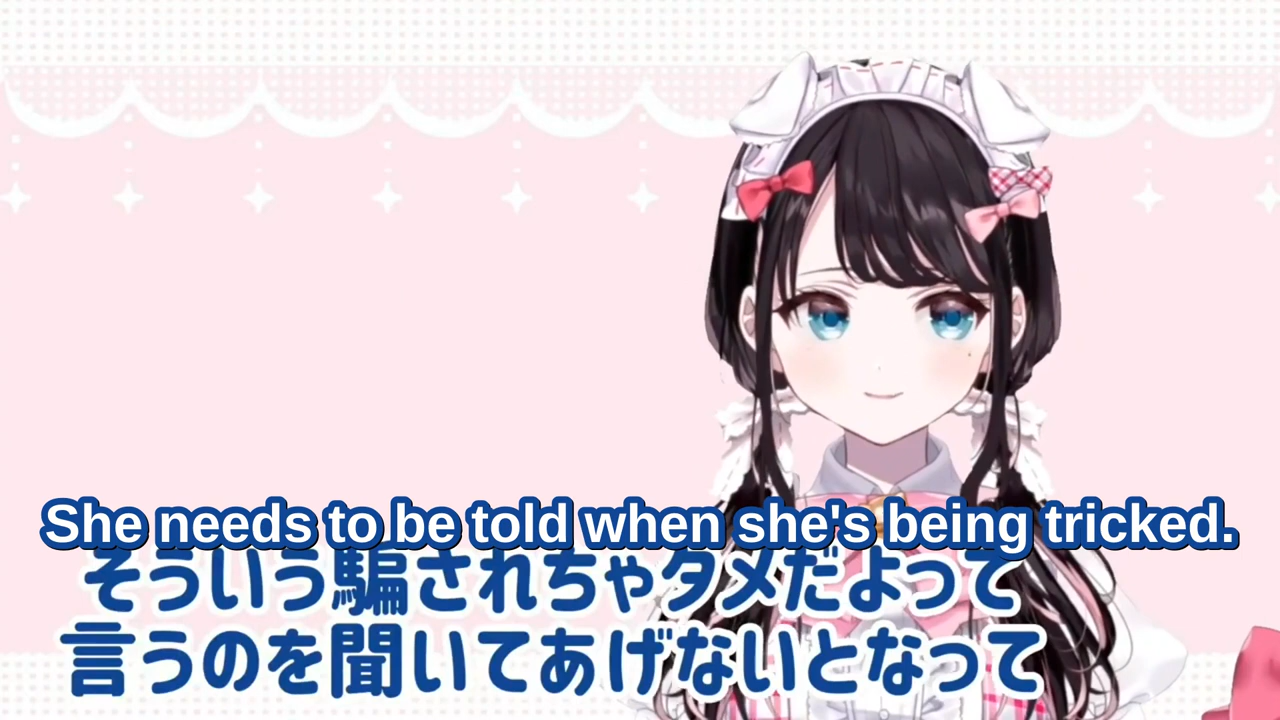 She needs to be told when she's being tricked.
そういう騙されちゃダメだよって
言うのを聞いてあげないとなって